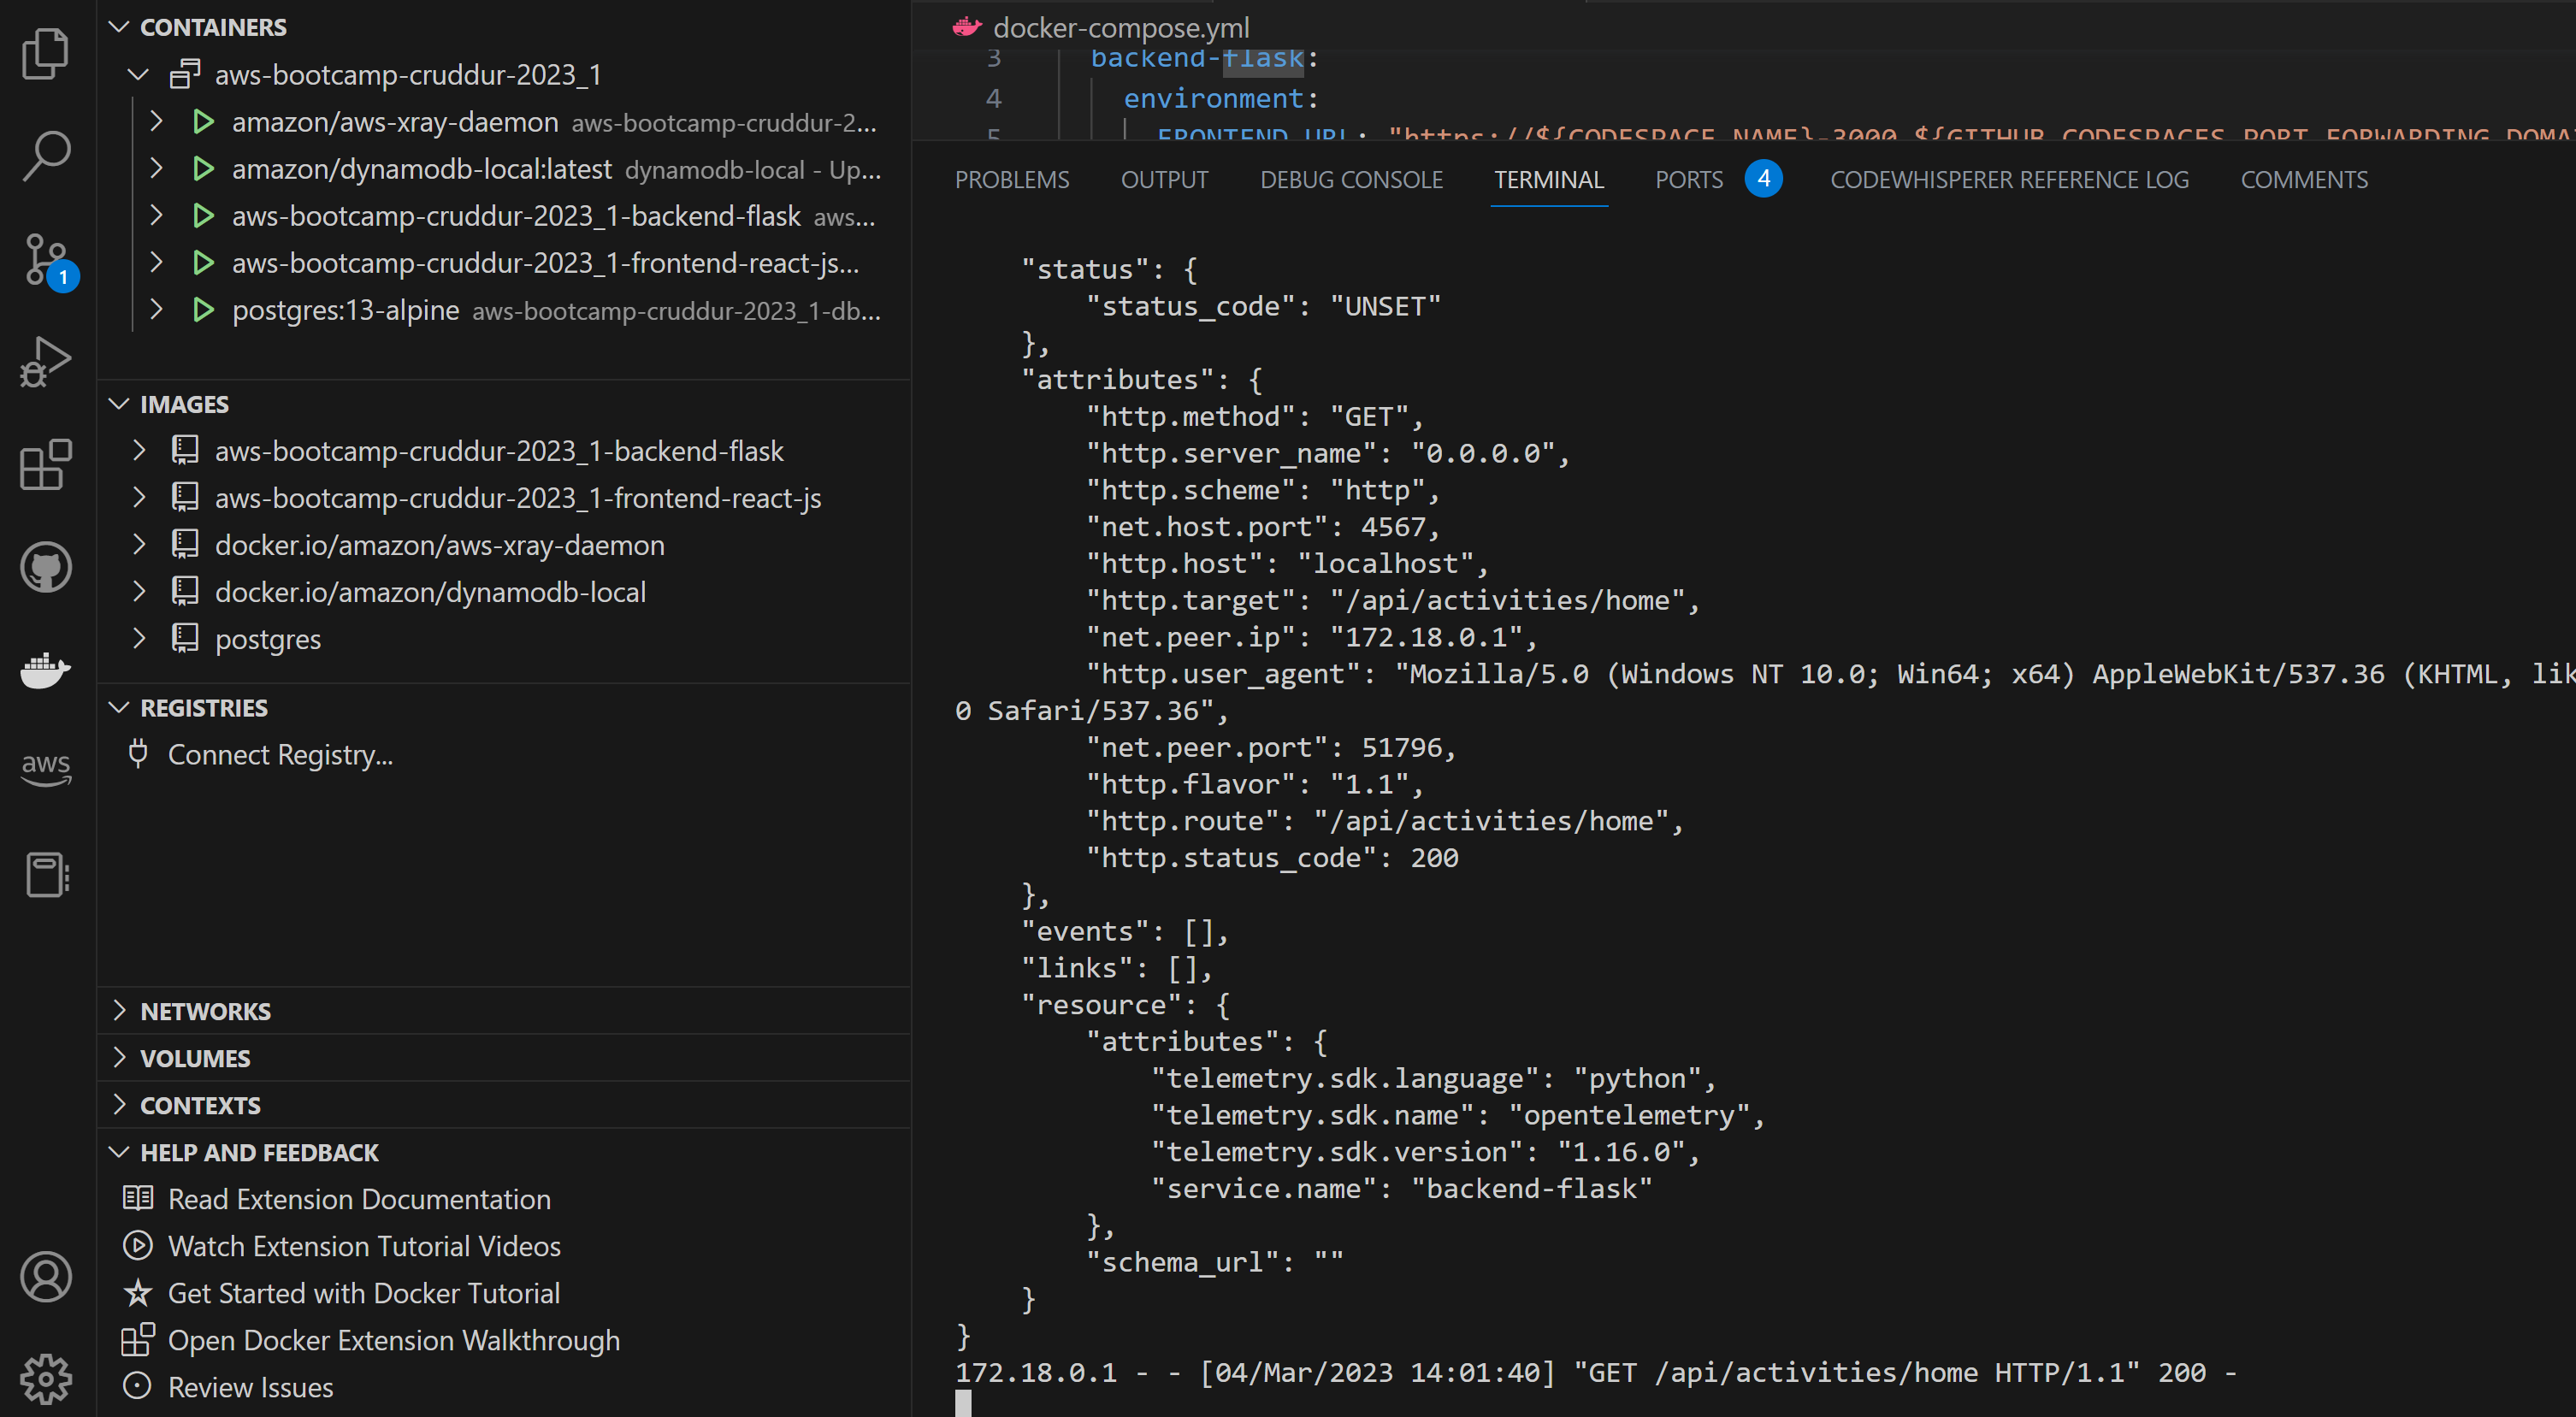 CONTAINERS
aws-bootcamp-cruddur-2023_1
amazon/aws-xray-daemon aws-bootcamp-cruddur-2...
amazon/dynamodb-local:latest dynamodb-local - Up...
aws-bootcamp-cruddur-2023_1-backend-flask aws...
aws-bootcamp-cruddur-2023_1-frontend-react-js...
postgres:13-alpine aws-bootcamp-cruddur-2023_1-db...
IMAGES
aws-bootcamp-cruddur-2023_1-backend-flask
aws-bootcamp-cruddur-2023_1-frontend-react-js
docker.io/amazon/aws-xray-daemon
docker.io/amazon/dynamodb-local
postgres
REGISTRIES
Connect Registry...
NETWORKS
VOLUMES
CONTEXTS
HELP AND FEEDBACK
Read Extension Documentation
Watch Extension Tutorial Videos
Get Started with Docker Tutorial
Open Docker Extension Walkthrough
Review Issues
1
aws
docker-compose.yml
3 backend-flask:
4 environment:
5 FRONTEND_URL: "https://${CODESPACE_NAME}-3000.${GITHUB_CODESPACES_PORT_FORWARDING_DOMA
PROBLEMS OUTPUT DEBUG CONSOLE TERMINAL PORTS 4 CODEWHISPERER REFERENCE LOG COMMENTS
"status": {
"status_code": "UNSET"
},
"attributes": {
"http.method": "GET",
"http.server_name": "0.0.0.0",
"http.scheme": "http",
"net.host.port": 4567,
"http.host": "localhost",
"http.target": "/api/activities/home",
"net.peer.ip": "172.18.0.1",
"http.user_agent": "Mozilla/5.0 (Windows NT 10.0; Win64; x64) AppleWebKit/537.36 (KHTML, lik
0 Safari/537.36",
"net.peer.port": 51796,
"http.flavor": "1.1",
"http.route": "/api/activities/home",
"http.status_code": 200
},
"events": [],
"links": [],
"resource": {
"attributes": {
"telemetry.sdk.language": "python",
"telemetry.sdk.name": "opentelemetry",
"telemetry.sdk.version": "1.16.0",
"service.name": "backend-flask"
},
"schema_url": ""
}
}
172.18.0.1 - - [04/Mar/2023 14:01:40] "GET /api/activities/home HTTP/1.1" 200 -